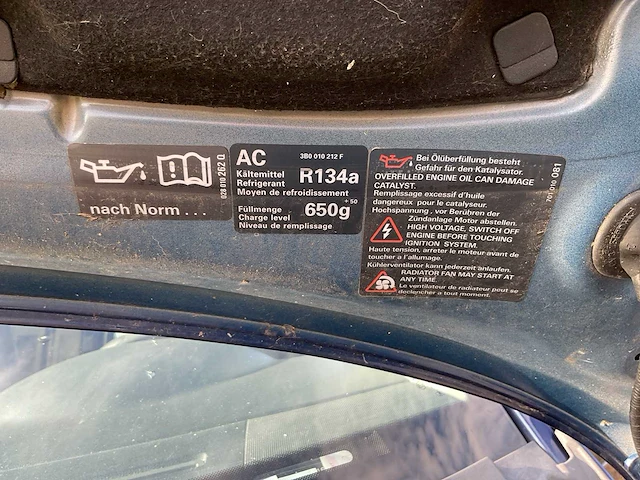 nach Norm ...
038 010 262 Q
AC
3B0 010 212 F
Kältemittel
Refrigerant
R134a
Moyen de refroidissement
Füllmenge
Charge level
650g +50
Niveau de remplissage
Bei Ölüberfüllung besteht
Gefahr für den Katalysator.
OVERFILLED ENGINE OIL CAN DAMAGE
CATALYST.
Remplissage excessif d'huile
dangereux pour le catalyseur.
Hochspannung, vor Berühren der
Zündanlage Motor abstellen.
HIGH VOLTAGE, SWITCH OFF
ENGINE BEFORE TOUCHING
IGNITION SYSTEM.
Haute tension, arreter le moteur avant de
toucher a l'allumage.
Kühlerventilator kann jederzeit anlaufen.
RADIATOR FAN MAY START AT
ANY TIME
Le ventilateur de radiateur peut se
declencher a tout moment.
010 081